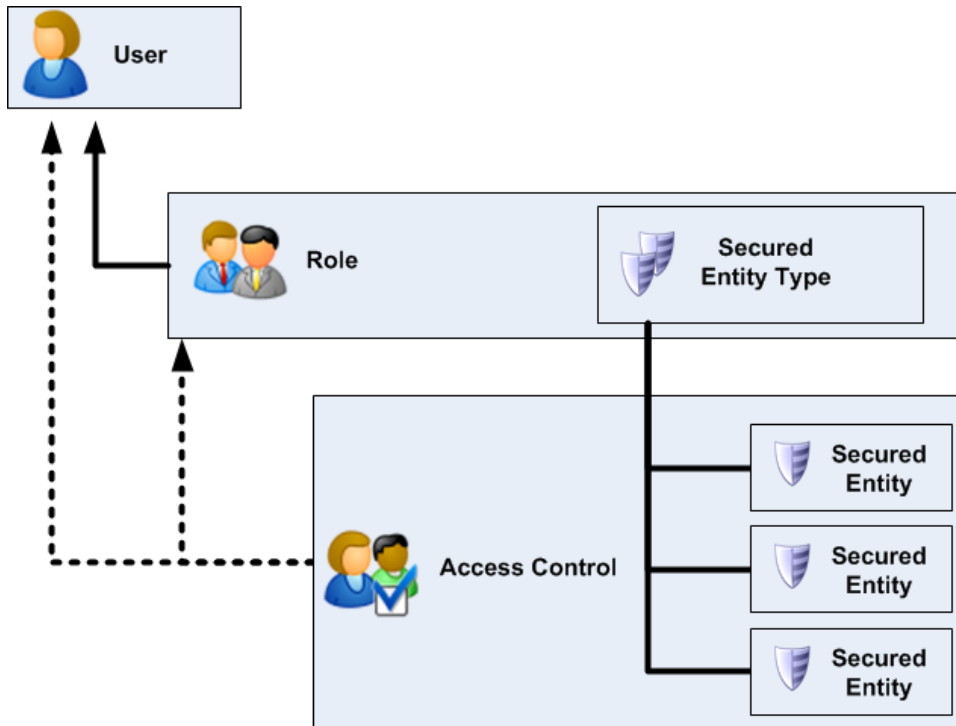 User
Role
Secured
Entity Type
Secured
Entity
Access Control
Secured
Entity
Secured
Entity